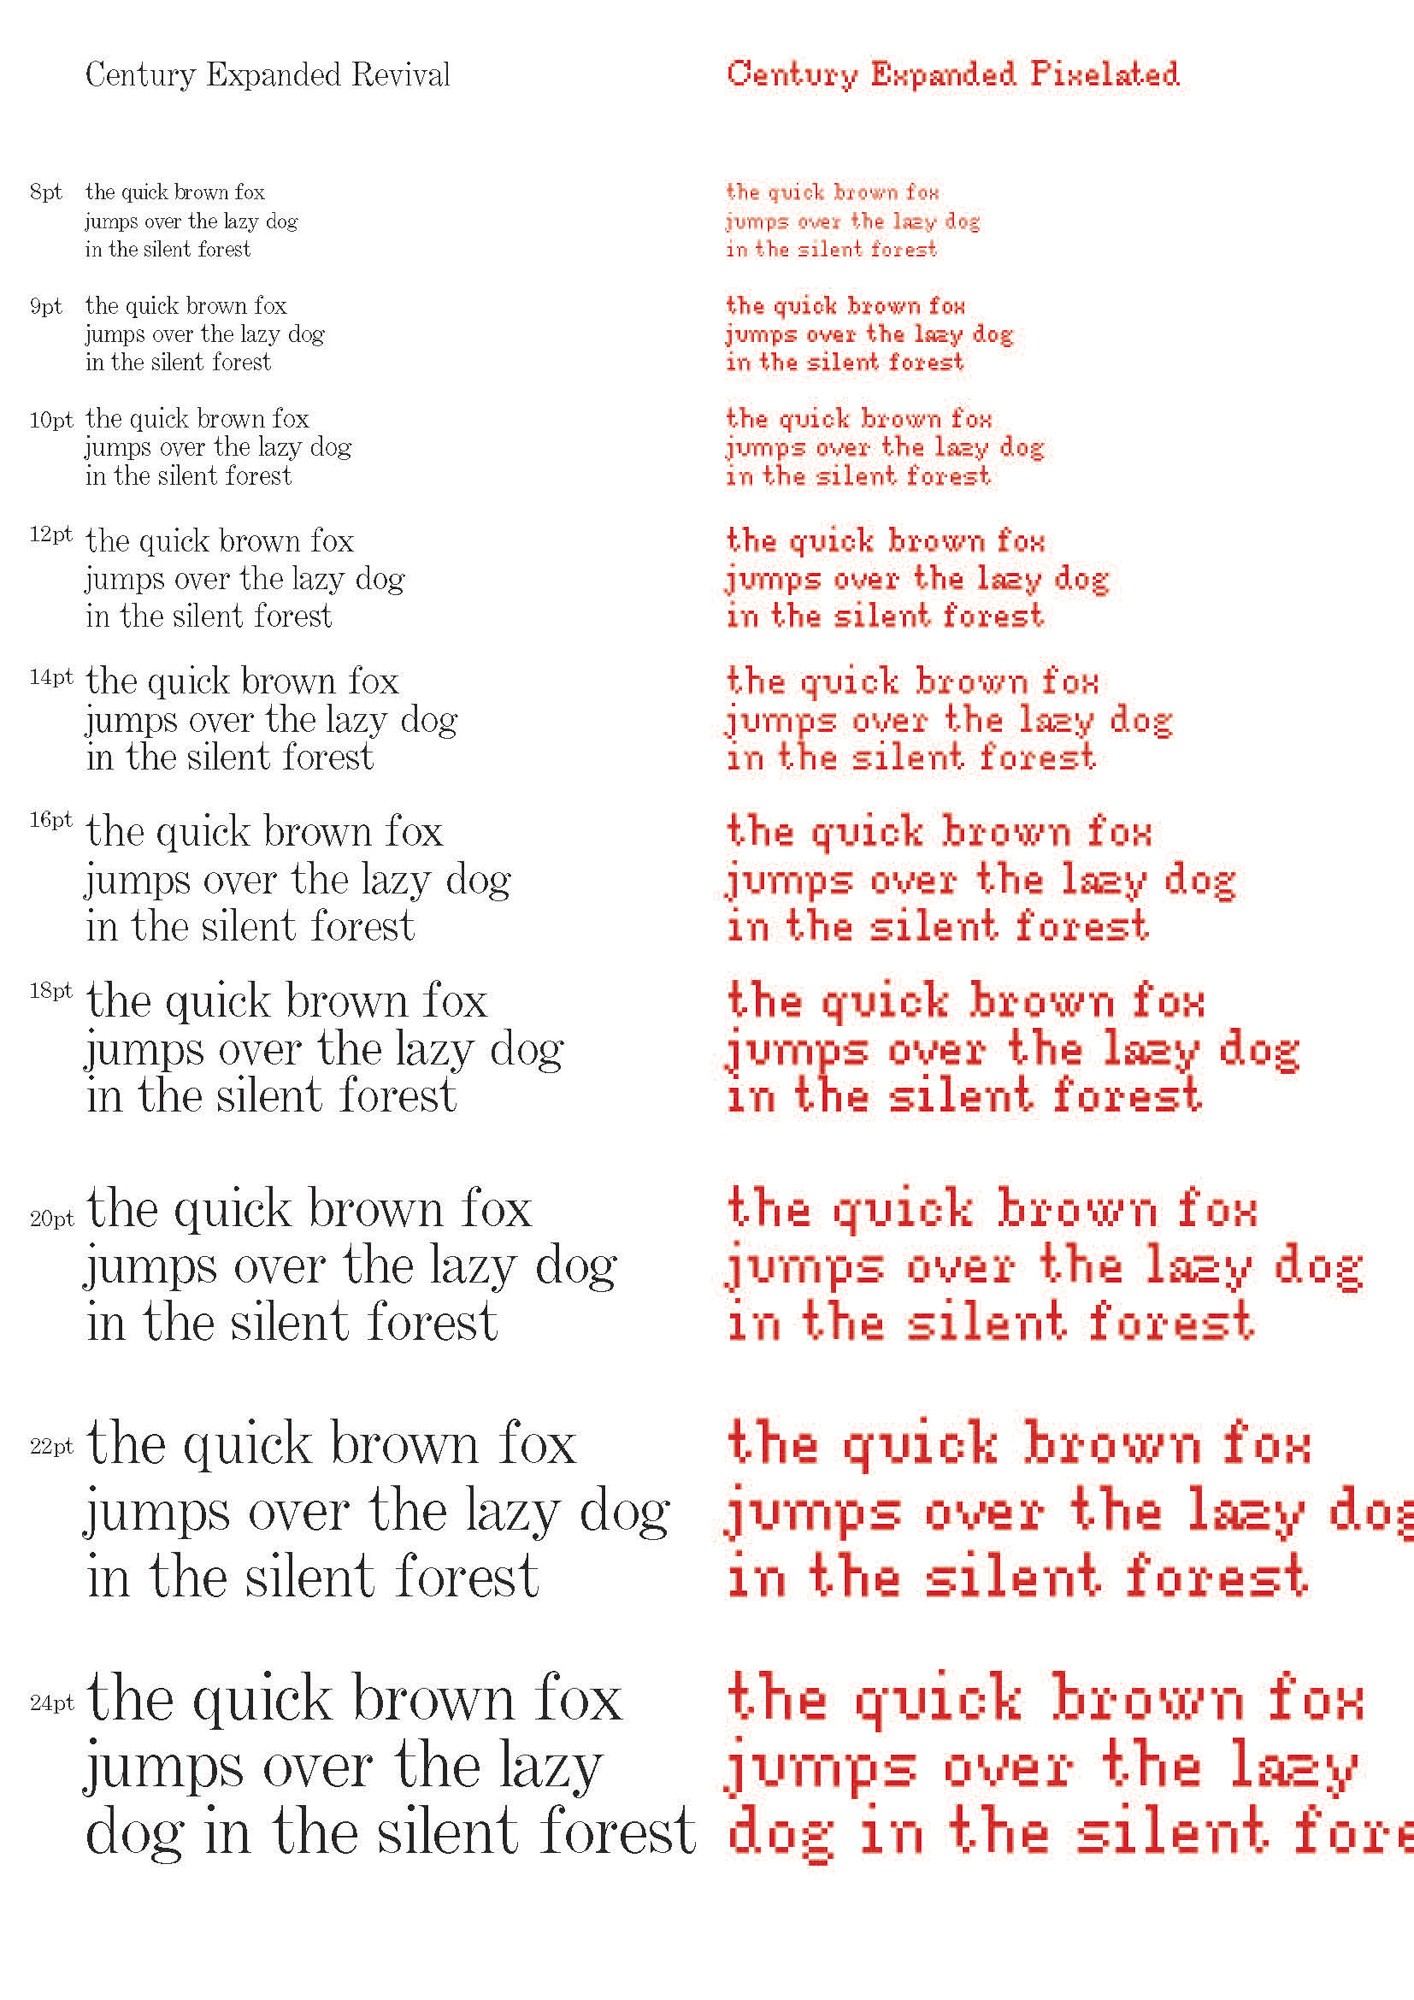 Century Expanded Revival
Century Expanded Pixelated
8pt the quick brown fox
jumps over the lazy dog
in the silent forest
the quick brown fox
jumps over the lazy dog
in the silent forest
9pt the quick brown fox
jumps over the lazy dog
in the silent forest
the quick brown fox
jumps over the lazy dog
in the silent forest
10pt the quick brown fox
jumps over the lazy dog
in the silent forest
the quick brown fox
jumps over the lazy dog
in the silent forest
12pt the quick brown fox
jumps over the lazy dog
in the silent forest
the quick brown fox
jumps over the lazy dog
in the silent forest
14pt the quick brown fox
jumps over the lazy dog
in the silent forest
the quick brown fox
jumps over the lazy dog
in the silent forest
16pt the quick brown fox
jumps over the lazy dog
in the silent forest
the quick brown fox
jumps over the lazy dog
in the silent forest
18pt the quick brown fox
jumps over the lazy dog
in the silent forest
the quick brown fox
jumps over the lazy dog
in the silent forest
20pt the quick brown fox
jumps over the lazy dog
in the silent forest
the quick brown fox
jumps over the lazy dog
in the silent forest
22pt the quick brown fox
jumps over the lazy dog
in the silent forest
the quick brown fox
jumps over the lazy dog
in the silent forest
24pt the quick brown fox
jumps over the lazy
dog in the silent forest
the quick brown fox
jumps over the lazy
dog in the silent fore